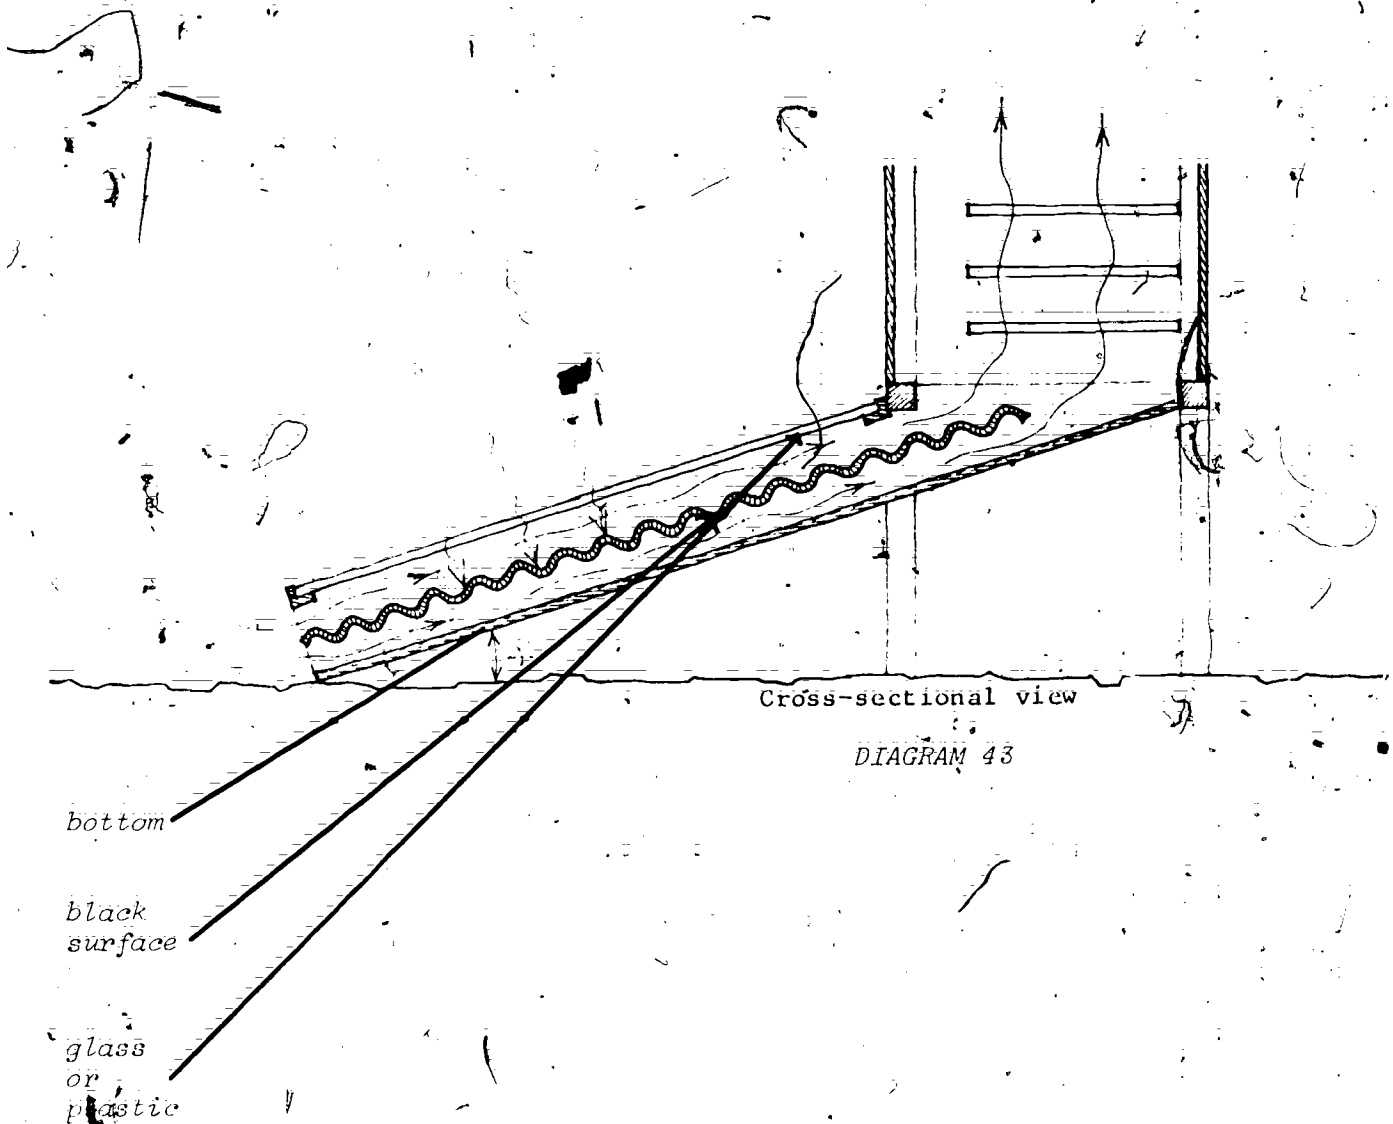 Cross-sectional view
DIAGRAM 43
bottom
black
surface
glass
or
plastic